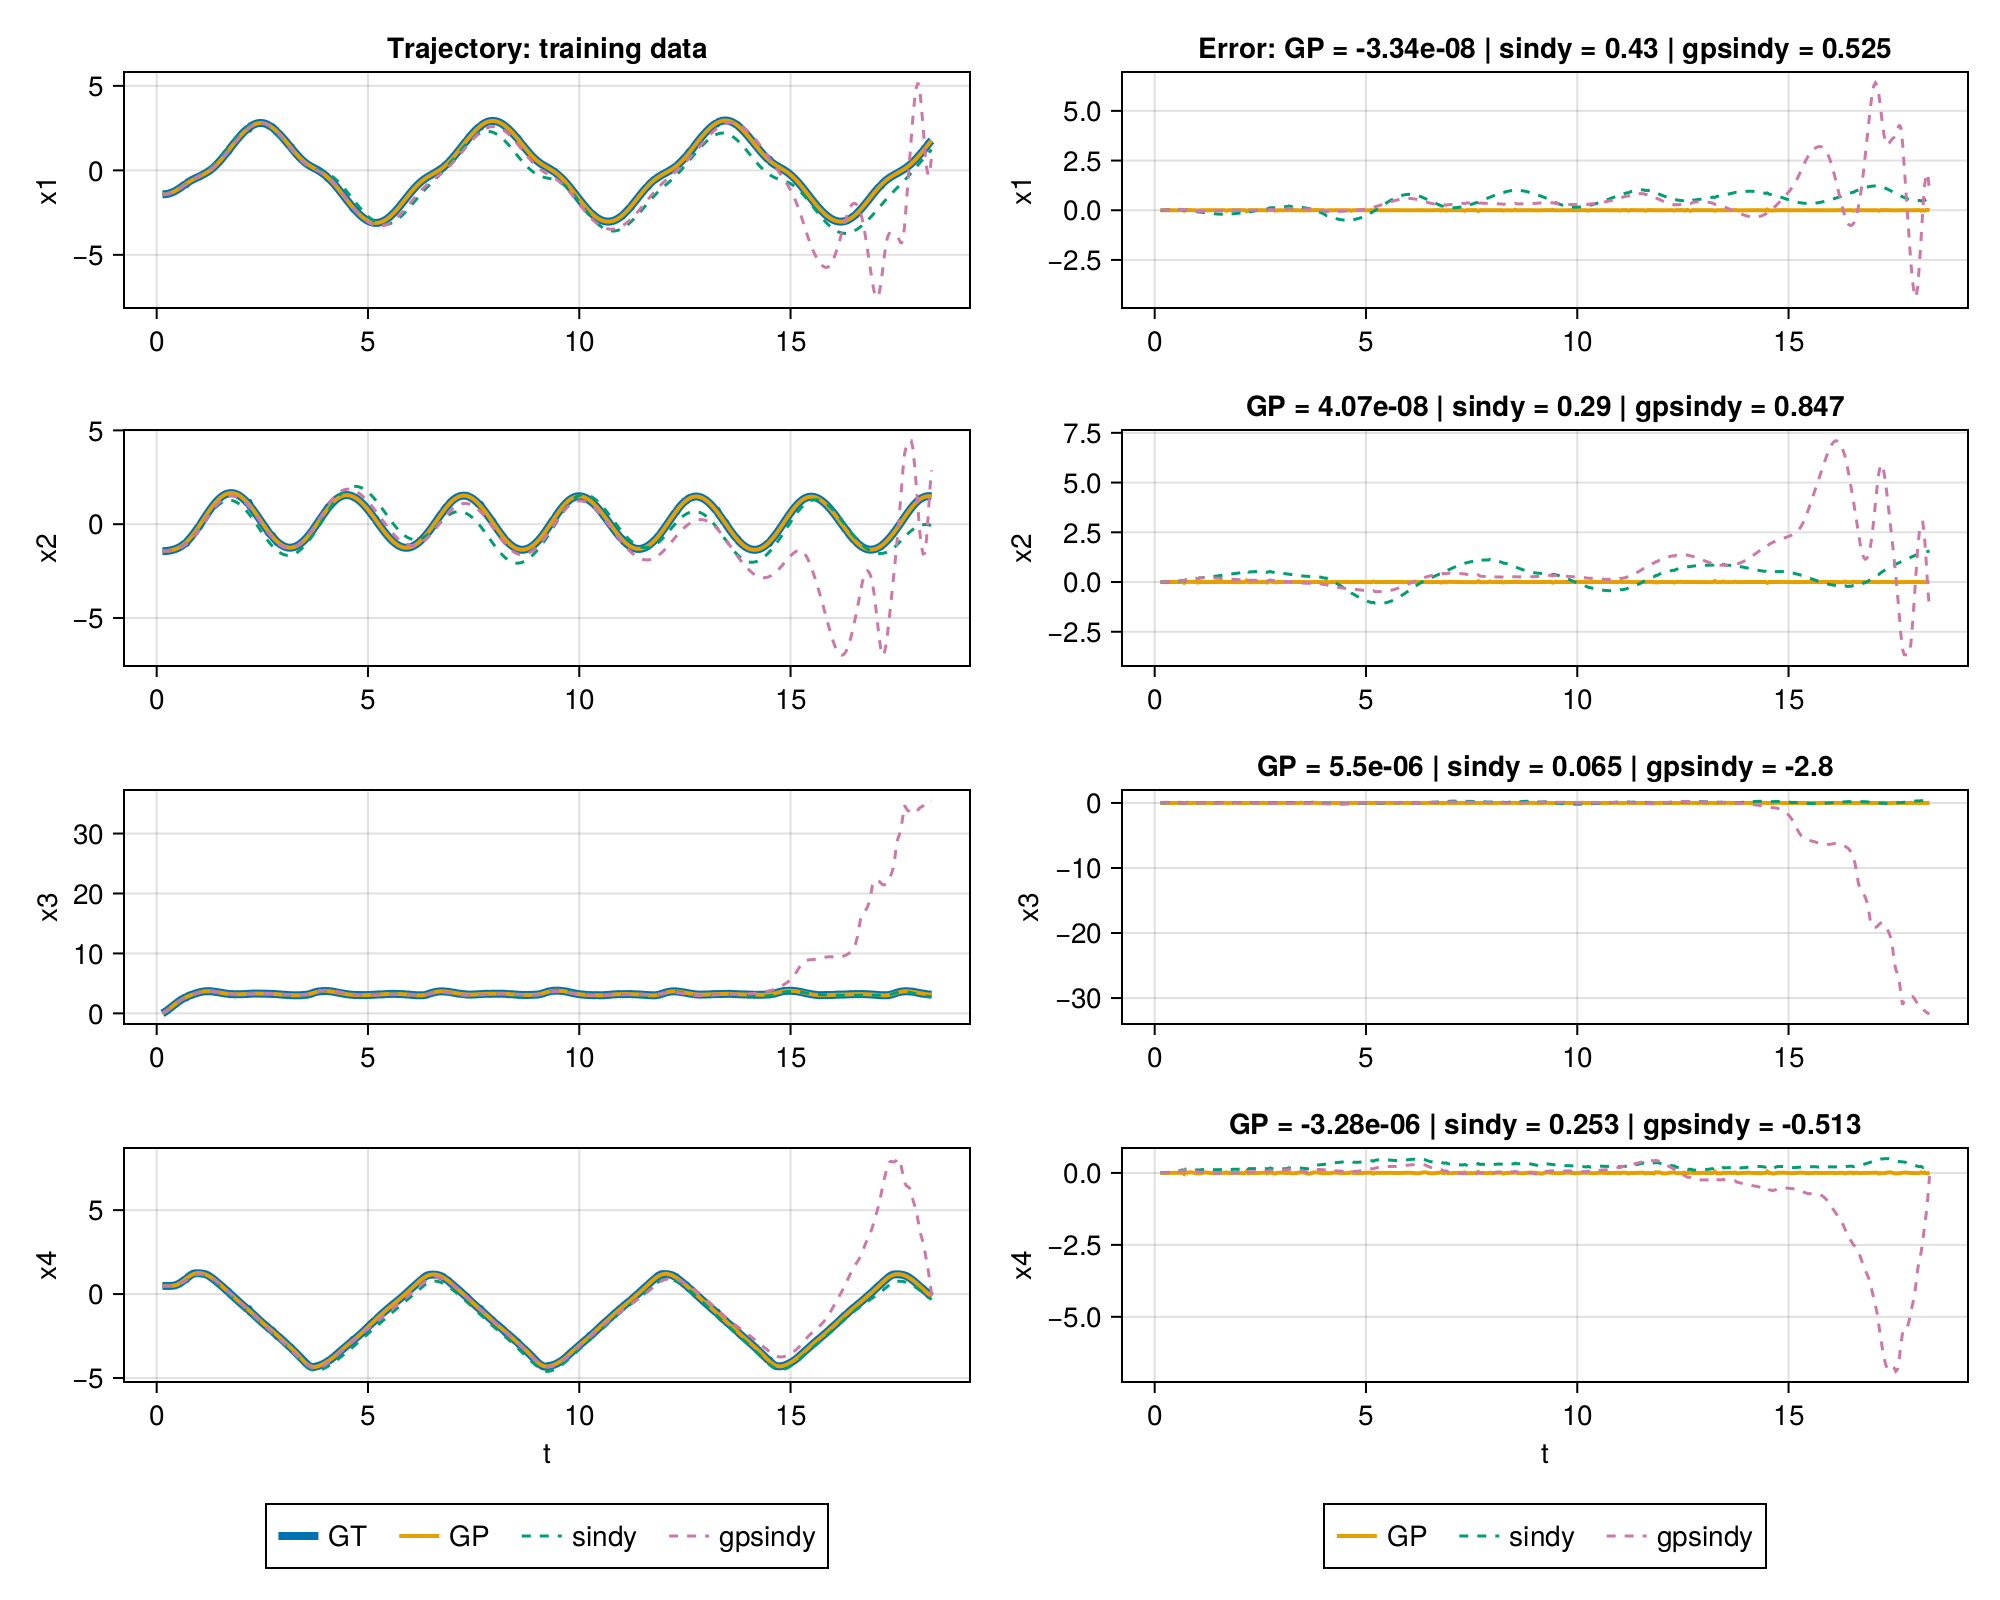 Trajectory: training data
5
0
−5
x1
0 5 10 15
Error: GP = -3.34e-08 | sindy = 0.43 | gpsindy = 0.525
5.0
2.5
0.0
−2.5
x1
0 5 10 15
5
0
−5
x2
0 5 10 15
GP = 4.07e-08 | sindy = 0.29 | gpsindy = 0.847
7.5
5.0
2.5
0.0
−2.5
x2
0 5 10 15
30
20
10
0
x3
0 5 10 15
GP = 5.5e-06 | sindy = 0.065 | gpsindy = -2.8
0
−10
−20
−30
x3
0 5 10 15
5
0
−5
x4
0 5 10 15
t
GP = -3.28e-06 | sindy = 0.253 | gpsindy = -0.513
0.0
−2.5
−5.0
x4
0 5 10 15
t
GT GP sindy gpsindy
GP sindy gpsindy